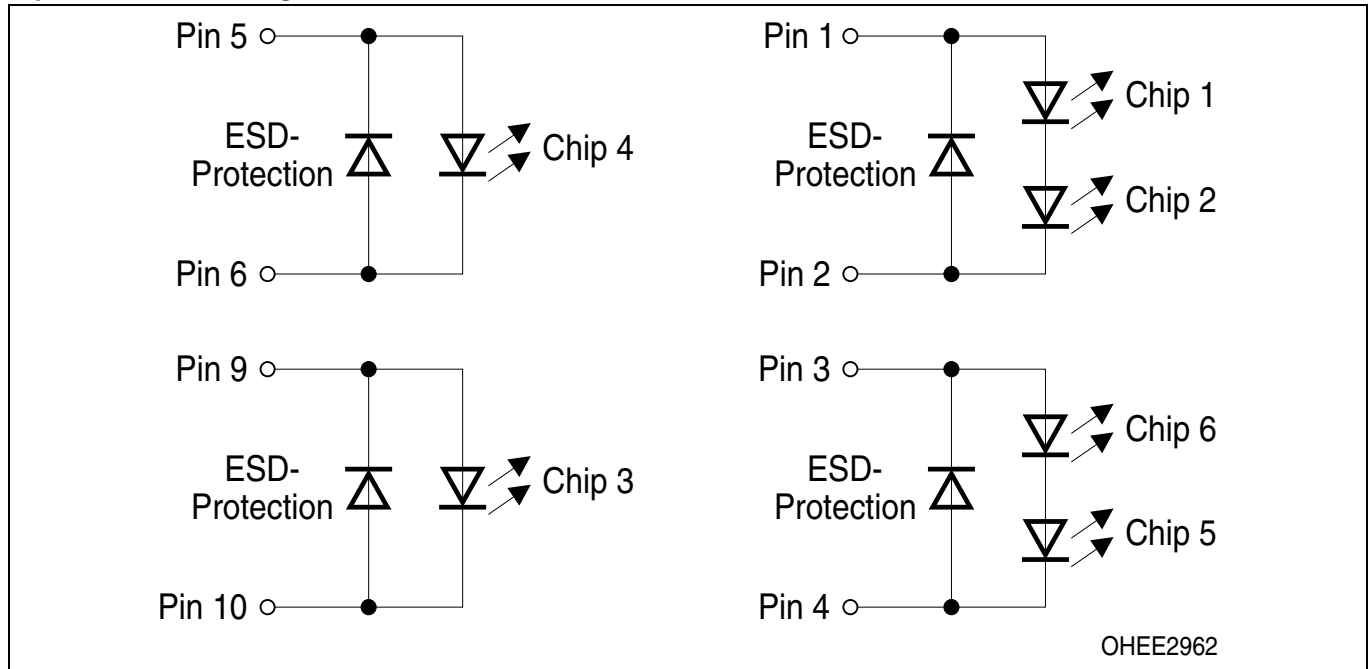 Pin 5
ESD-
Protection
Chip 4
Pin 6
Pin 1
Chip 1
ESD-
Protection
Chip 2
Pin 2
Pin 9
ESD-
Protection
Chip 3
Pin 10
Pin 3
Chip 6
ESD-
Protection
Chip 5
Pin 4
OHEE2962